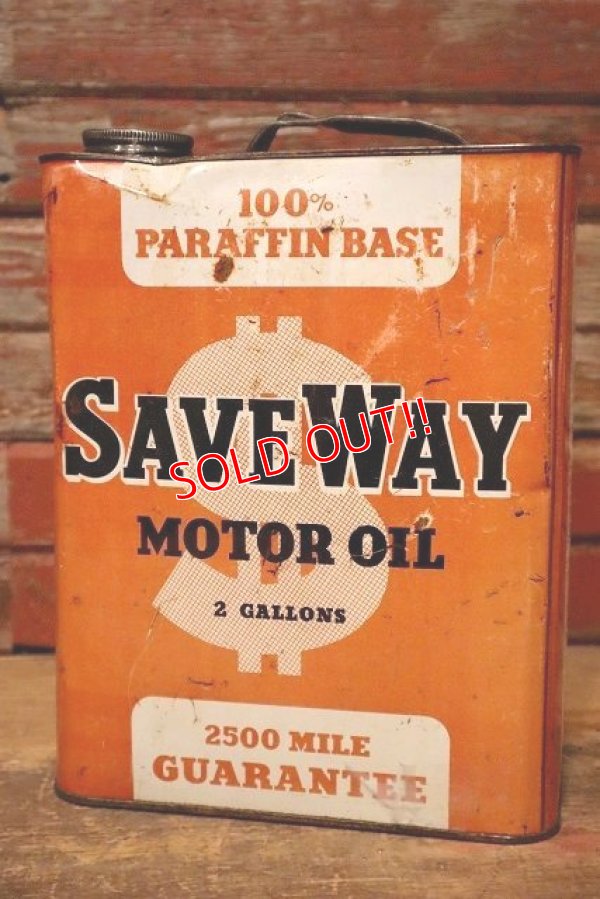 100%
PARAFFIN BASE
$
SAVE WAY
SOLD OUT!!
MOTOR OIL
2 GALLONS
2500 MILE
GUARANTEE